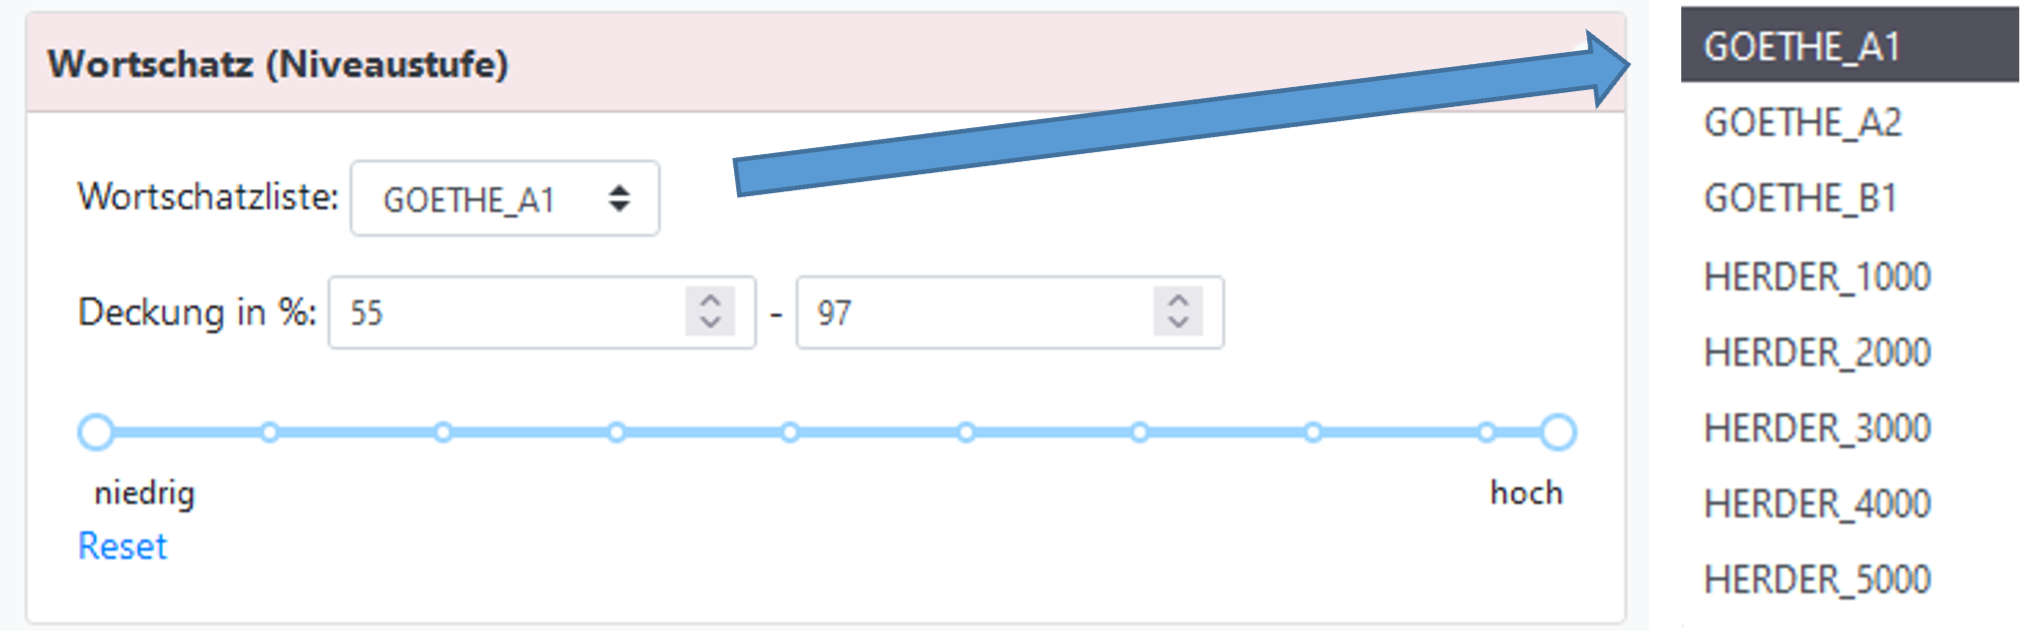 Wortschatz (Niveaustufe)
Wortschatzliste: GOETHE_A1
Deckung in %: 55 - 97
niedrig hoch
Reset
GOETHE_A1
GOETHE_A2
GOETHE_B1
HERDER_1000
HERDER_2000
HERDER_3000
HERDER_4000
HERDER_5000